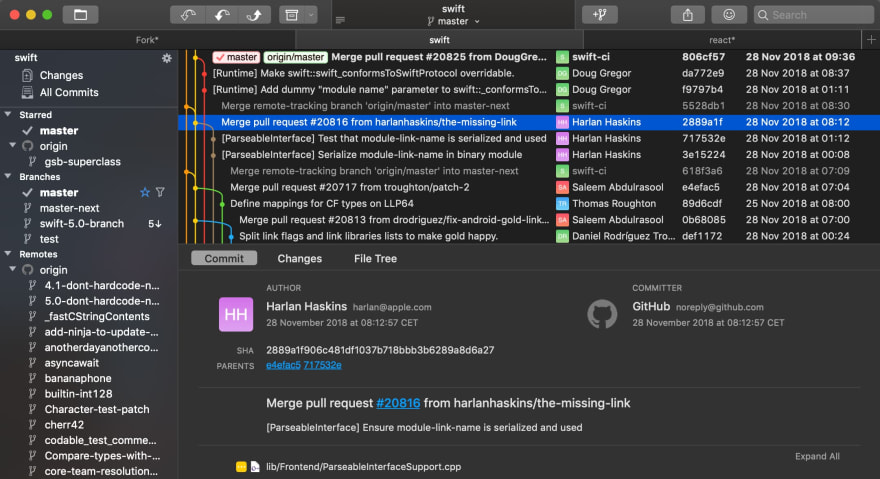 swift
master
Search
Fork*
swift
react*
swift
Changes
All Commits
Starred
master
origin
gsb-superclass
Branches
master
master-next
swift-5.0-branch 5↓
test
Remotes
origin
4.1-dont-hardcode-n...
5.0-dont-hardcode-n...
_fastCStringContents
add-ninja-to-update-...
anotherdayanotherco...
asyncawait
bananaphone
builtin-int128
Character-test-patch
cherr42
codable_test_comme...
Compare-types-with-...
core-team-resolution...
master origin/master Merge pull request #20825 from DougGre... S swift-ci 806cf57 28 Nov 2018 at 09:36
[Runtime] Make swift::swift_conformsToSwiftProtocol overridable. DG Doug Gregor da772e9 28 Nov 2018 at 08:37
[Runtime] Add dummy "module name" parameter to swift::_conformsTo... DG Doug Gregor f9797b4 28 Nov 2018 at 01:11
Merge remote-tracking branch 'origin/master' into master-next S swift-ci 5528db1 28 Nov 2018 at 08:30
Merge pull request #20816 from harlanhaskins/the-missing-link HH Harlan Haskins 2889a1f 28 Nov 2018 at 08:12
[ParseableInterface] Test that module-link-name is serialized and used HH Harlan Haskins 717532e 28 Nov 2018 at 01:12
[ParseableInterface] Serialize module-link-name in binary module HH Harlan Haskins 3e15224 28 Nov 2018 at 00:08
Merge remote-tracking branch 'origin/master' into master-next S swift-ci 618f3a6 28 Nov 2018 at 07:09
Merge pull request #20717 from troughton/patch-2 SA Saleem Abdulrasool e4efac5 28 Nov 2018 at 07:04
Define mappings for CF types on LLP64 TR Thomas Roughton 89d6cdf 25 Nov 2018 at 08:00
Merge pull request #20813 from drodriguez/fix-android-gold-link... SA Saleem Abdulrasool 0b68085 28 Nov 2018 at 07:00
Split link flags and link libraries lists to make gold happy. DR Daniel Rodríguez Tro... def1172 28 Nov 2018 at 00:24
Commit Changes File Tree
AUTHOR
HH
Harlan Haskins harlan@apple.com
28 November 2018 at 08:12:57 CET
COMMITTER
GitHub noreply@github.com
28 November 2018 at 08:12:57 CET
SHA 2889a1f906c481df1037b718bbb3b6289a8d6a27
PARENTS e4efac5 717532e
Merge pull request #20816 from harlanhaskins/the-missing-link
[ParseableInterface] Ensure module-link-name is serialized and used
Expand All
lib/Frontend/ParseableInterfaceSupport.cpp